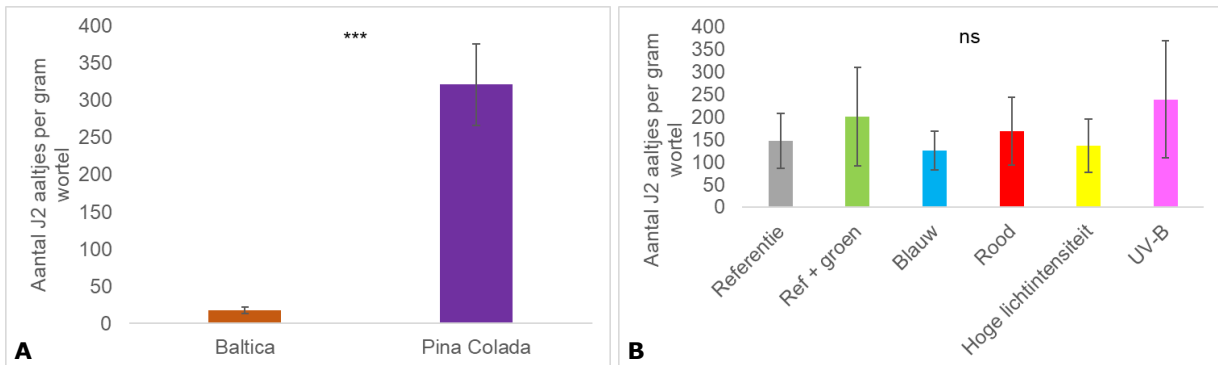 Aantal J2 aaltjes per gram
wortel
400
350
300
250
200
150
100
50
0
***
Baltica
Pina Colada
A
Aantal J2 aaltjes per gram
wortel
400
350
300
250
200
150
100
50
0
ns
Referentie
Ref + groen
Blauw
Rood
Hoge lichtintensiteit
UV-B
B